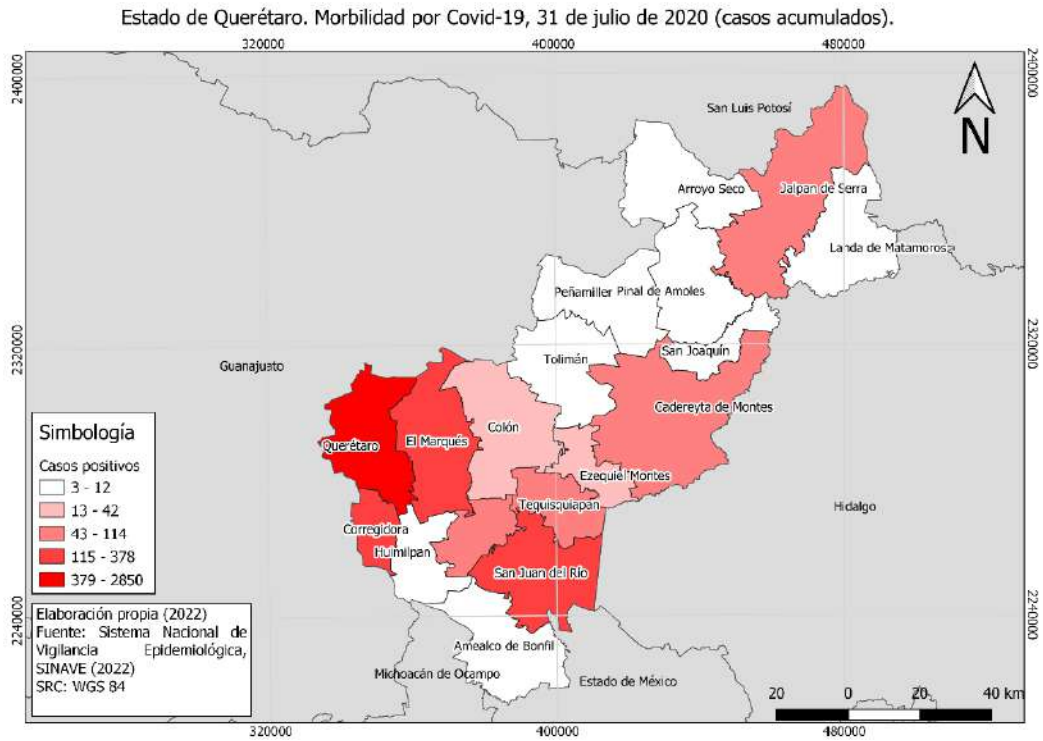 Estado de Querétaro. Morbilidad por Covid-19, 31 de julio de 2020 (casos acumulados).
320000 400000 480000
2400000 2400000
San Luis Potosí
N
Arroyo Seco
Jalpan de Serra
Landa de Matamoros
Peñamiller
Pinal de Amoles
2320000 2320000
Tolimán
San Joaquín
Guanajuato
Cadereyta de Montes
Colón
El Marqués
Querétaro
Ezequiel Montes
Tequisquiapan
Hidalgo
Corregidora
Huimilpan
San Juan del Río
Simbología
Casos positivos
3 - 12
13 - 42
43 - 114
115 - 378
379 - 2850
Elaboración propia (2022)
Fuente: Sistema Nacional de
Vigilancia Epidemiológica,
SINAVE (2022)
SRC: WGS 84
2240000 2240000
Amealco de Bonfil
Michoacán de Ocampo
Estado de México
20 0 20 40 km
320000 400000 480000